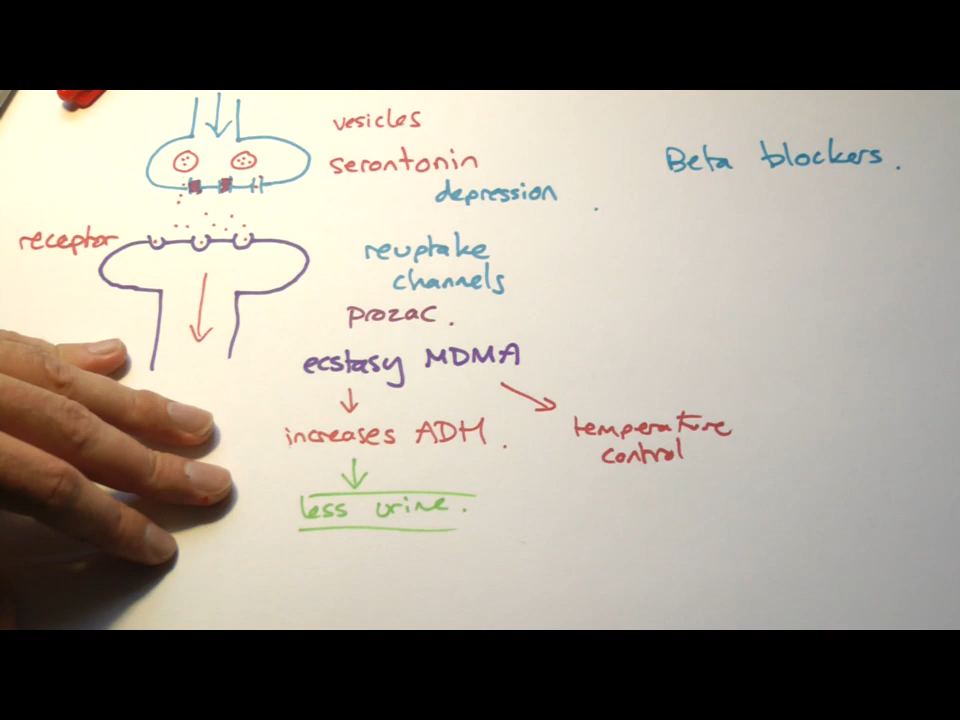 vesicles
serontonin
depression
Beta blockers.
receptor
reuptake
channels
prozac.
ecstasy MDMA
increases ADH.
temperature
control
less urine.